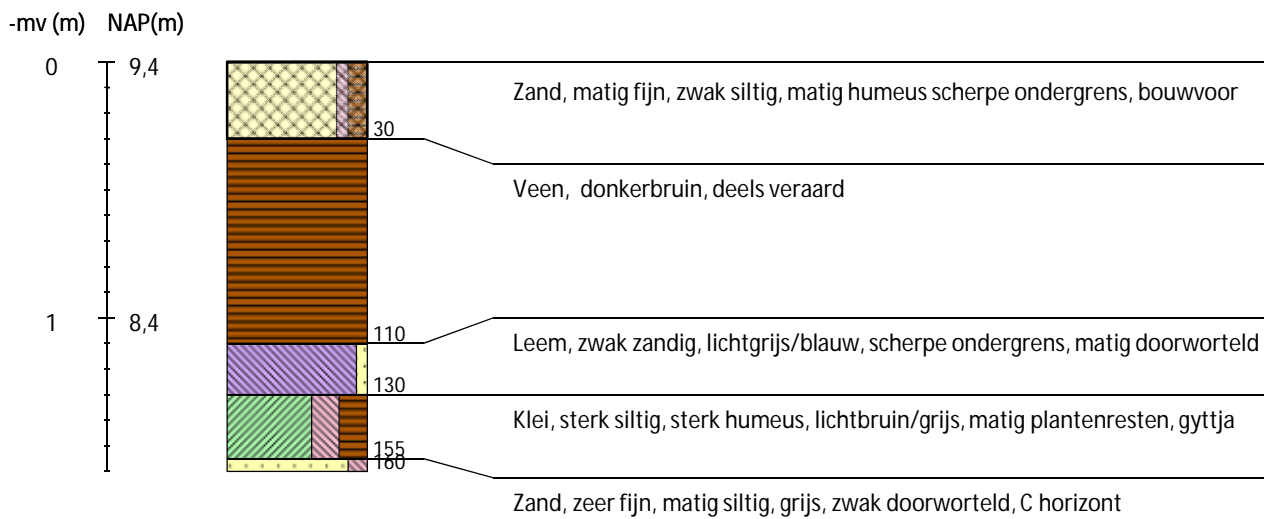 -mv (m) NAP(m)
0 9,4
Zand, matig fijn, zwak siltig, matig humeus scherpe ondergrens, bouwvoor
30
Veen, donkerbruin, deels veraard
1 8,4
110
Leem, zwak zandig, lichtgrijs/blauw, scherpe ondergrens, matig doorworteld
130
Klei, sterk siltig, sterk humeus, lichtbruin/grijs, matig plantenresten, gyttja
155
160
Zand, zeer fijn, matig siltig, grijs, zwak doorworteld, C horizont